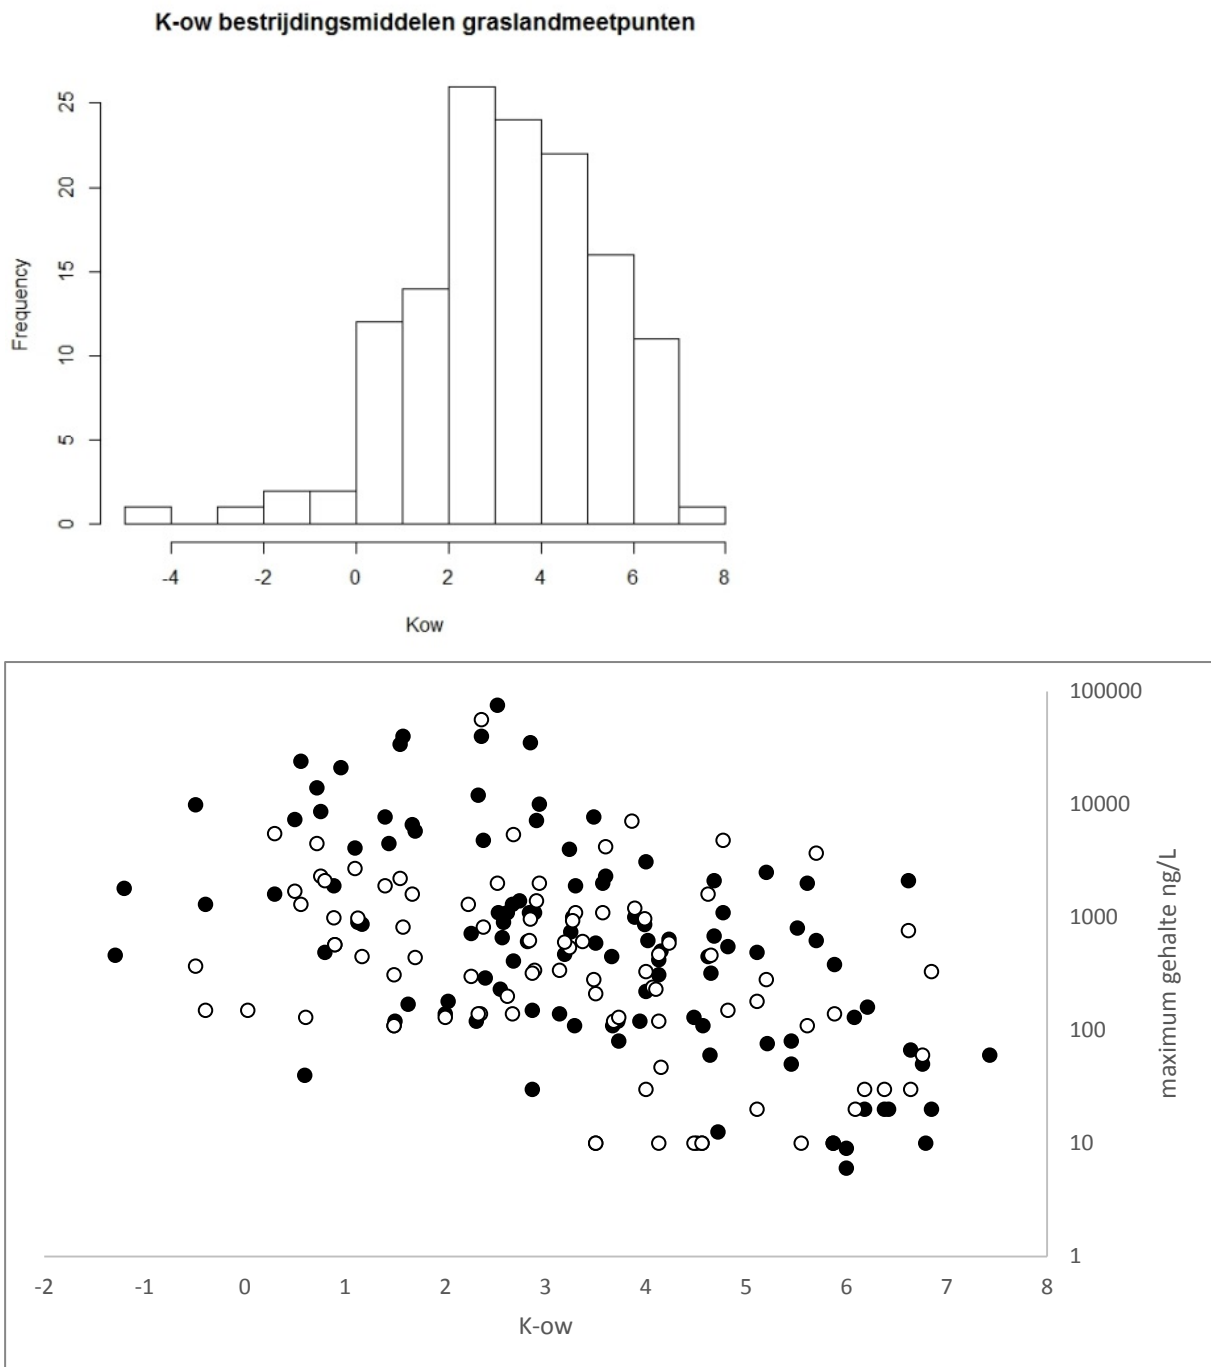 K-ow bestrijdingsmiddelen graslandmeetpunten
25
20
15
10
5
0
Frequency
-4 -2 0 2 4 6 8
Kow
100000
10000
1000
100
10
1
maximum gehalte ng/L
-2 -1 0 1 2 3 4 5 6 7 8
K-ow